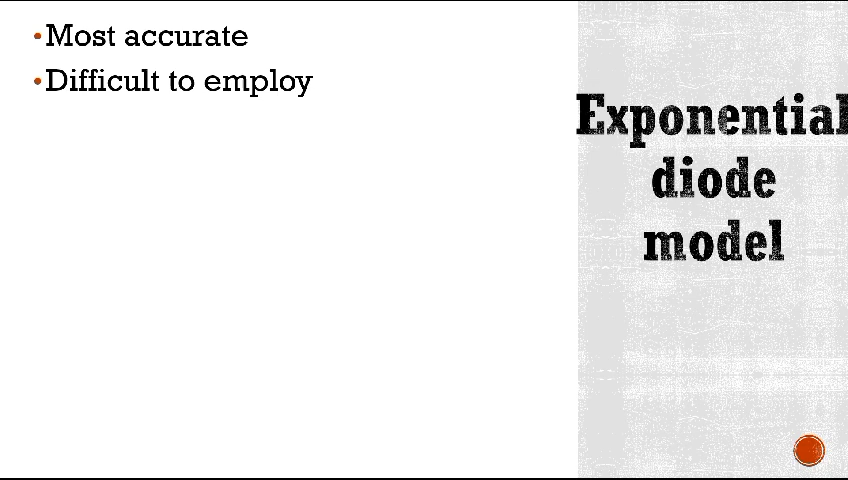 •Most accurate
•Difficult to employ
Exponential
diode
model